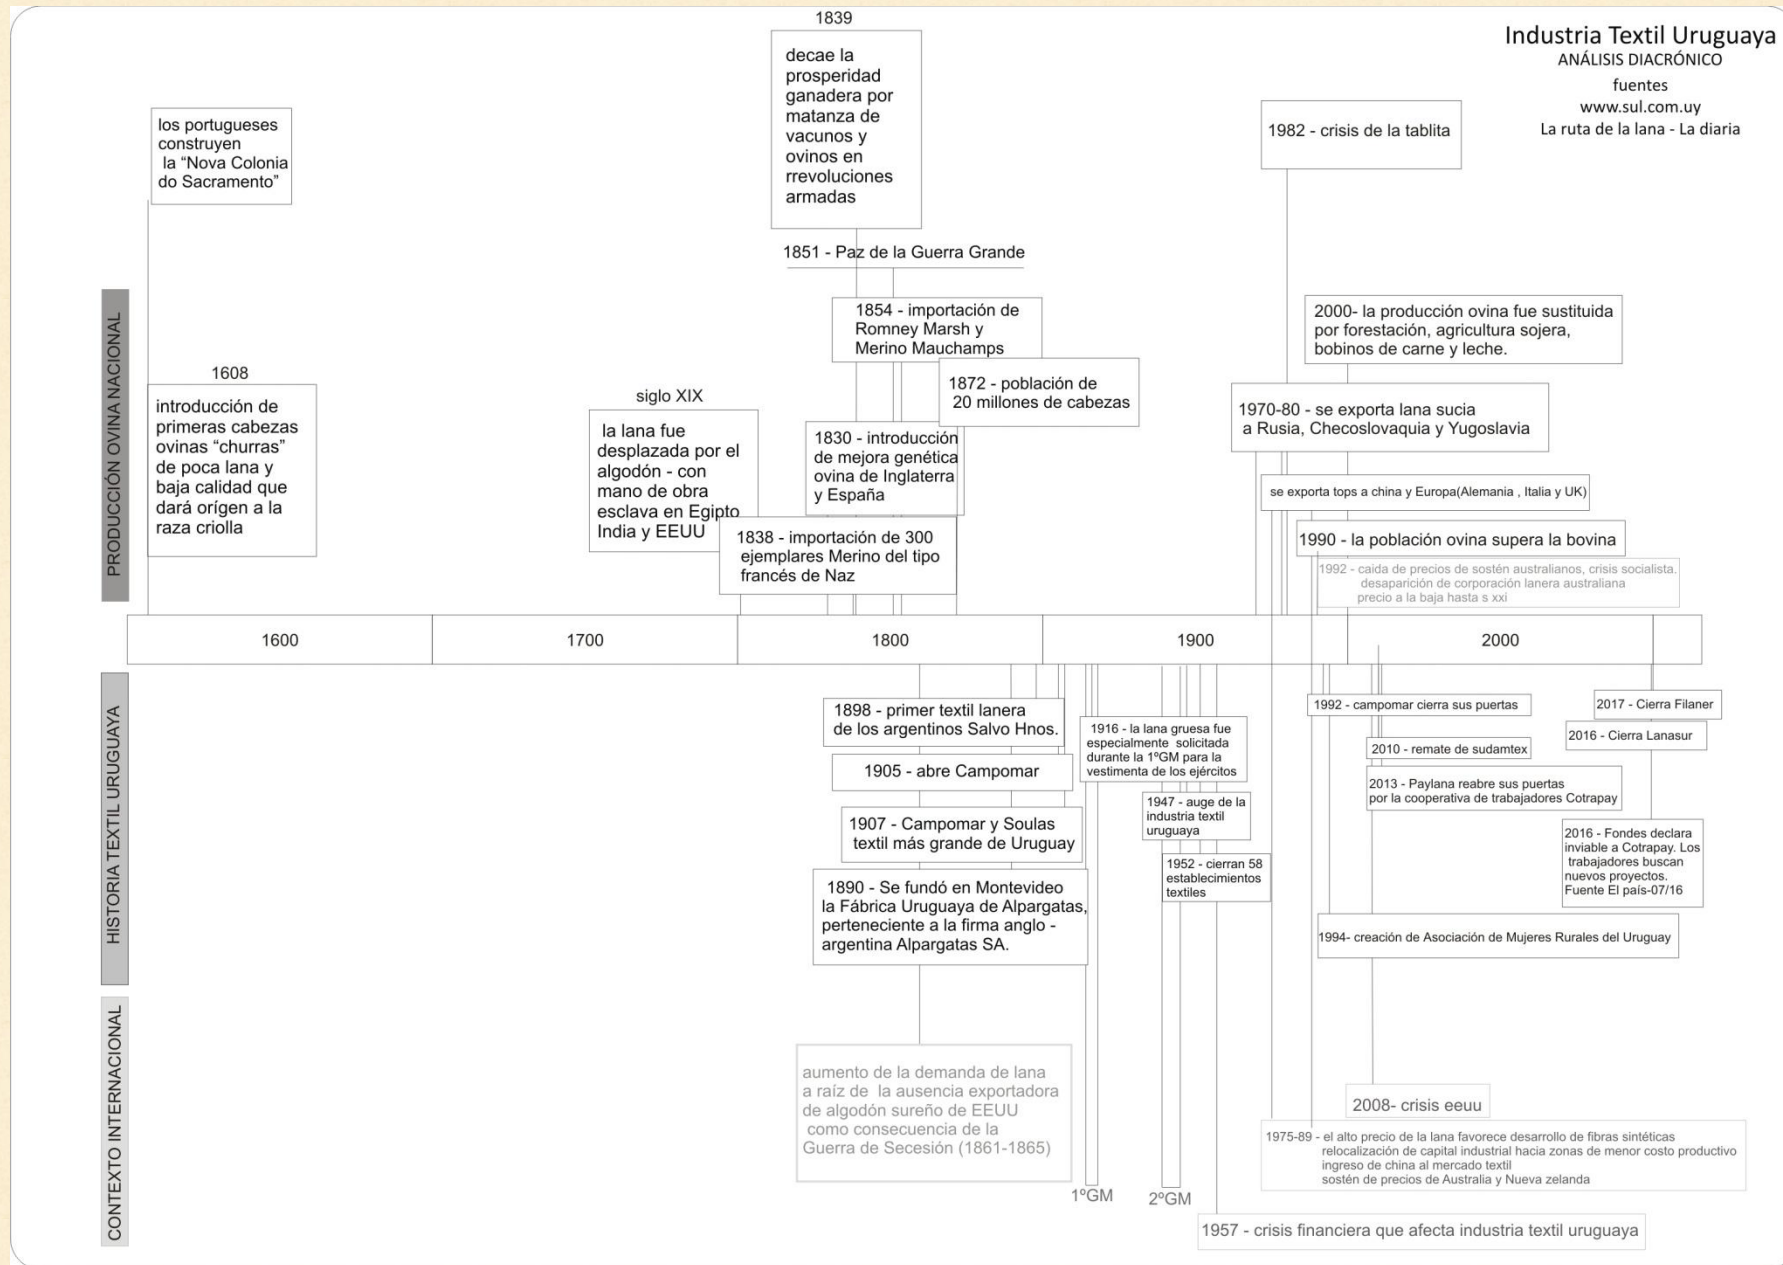 Industria Textil Uruguaya
ANÁLISIS DIACRÓNICO
fuentes
www.sul.com.uy
La ruta de la lana - La diaria
PRODUCCIÓN OVINA NACIONAL
los portugueses
construyen
la “Nova Colonia
do Sacramento”
1608
introducción de
primeras cabezas
ovinas “churras”
de poca lana y
baja calidad que
dará orígen a la
raza criolla
siglo XIX
la lana fue
desplazada por el
algodón - con
mano de obra
esclava en Egipto
India y EEUU
1839
decae la
prosperidad
ganadera por
matanza de
vacunos y
ovinos en
rrevoluciones
armadas
1851 - Paz de la Guerra Grande
1854 - importación de
Romney Marsh y
Merino Mauchamps
1872 - población de
20 millones de cabezas
1830 - introducción
de mejora genética
ovina de Inglaterra
y España
1838 - importación de 300
ejemplares Merino del tipo
francés de Naz
1982 - crisis de la tablita
2000- la producción ovina fue sustituida
por forestación, agricultura sojera,
bobinos de carne y leche.
1970-80 - se exporta lana sucia
a Rusia, Checoslovaquia y Yugoslavia
se exporta tops a china y Europa(Alemania , Italia y UK)
1990 - la población ovina supera la bovina
1992 - caida de precios de sostén australianos, crisis socialista.
desaparición de corporación lanera australiana
precio a la baja hasta s xxi
1600
1700
1800
1900
2000
HISTORIA TEXTIL URUGUAYA
1898 - primer textil lanera
de los argentinos Salvo Hnos.
1905 - abre Campomar
1907 - Campomar y Soulas
textil más grande de Uruguay
1890 - Se fundó en Montevideo
la Fábrica Uruguaya de Alpargatas,
perteneciente a la firma anglo -
argentina Alpargatas SA.
1916 - la lana gruesa fue
especialmente solicitada
durante la 1ºGM para la
vestimenta de los ejércitos
1947 - auge de la
industria textil
uruguaya
1952 - cierran 58
establecimientos
textiles
1992 - campomar cierra sus puertas
2010 - remate de sudamtex
2013 - Paylana reabre sus puertas
por la cooperativa de trabajadores Cotrapay
2017 - Cierra Filaner
2016 - Cierra Lanasur
2016 - Fondes declara
inviable a Cotrapay. Los
trabajadores buscan
nuevos proyectos.
Fuente El país-07/16
1994- creación de Asociación de Mujeres Rurales del Uruguay
CONTEXTO INTERNACIONAL
aumento de la demanda de lana
a raíz de la ausencia exportadora
de algodón sureño de EEUU
como consecuencia de la
Guerra de Secesión (1861-1865)
1ºGM
2ºGM
2008- crisis eeuu
1975-89 - el alto precio de la lana favorece desarrollo de fibras sintéticas
relocalización de capital industrial hacia zonas de menor costo productivo
ingreso de china al mercado textil
sostén de precios de Australia y Nueva zelanda
1957 - crisis financiera que afecta industria textil uruguaya